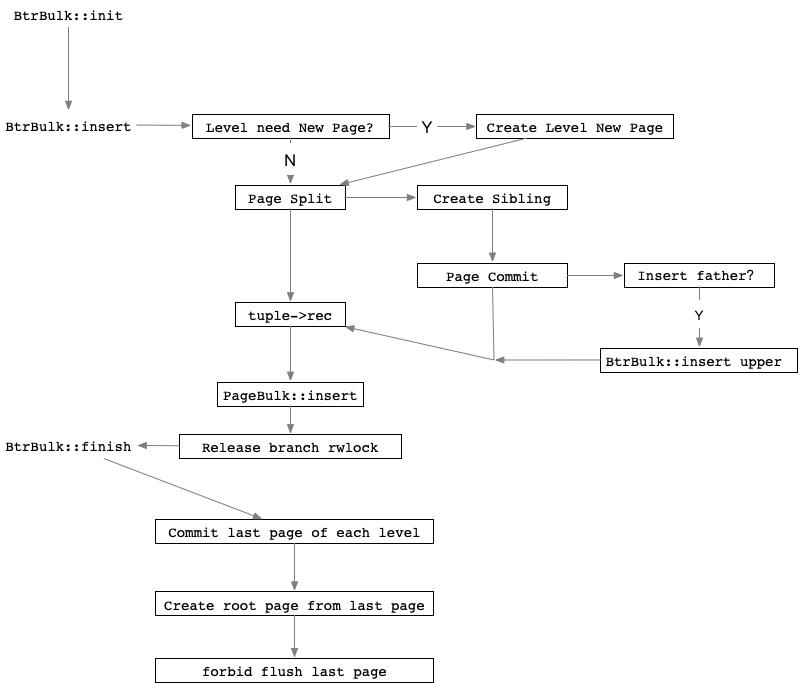 BtrBulk::init
BtrBulk::insert
Level need New Page?
Y
Create Level New Page
N
Page Split
Create Sibling
Page Commit
Insert father?
Y
tuple->rec
BtrBulk::insert upper
PageBulk::insert
BtrBulk::finish
Release branch rwlock
Commit last page of each level
Create root page from last page
forbid flush last page